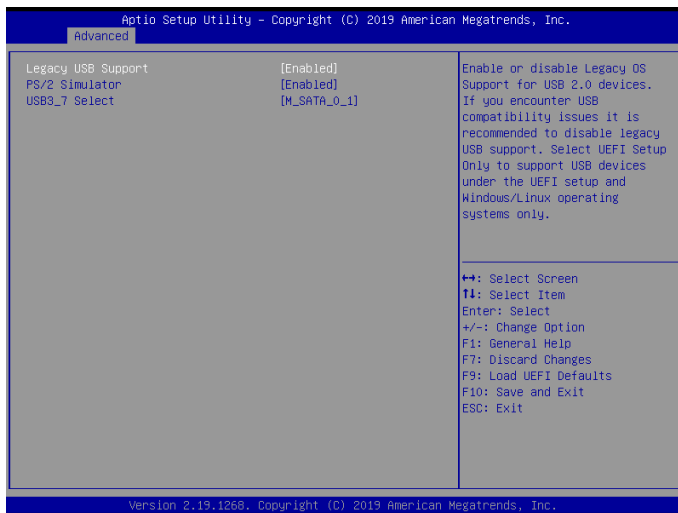 Aptio Setup Utility – Copyright (C) 2019 American Megatrends, Inc.
Advanced
Legacy USB Support [Enabled]
PS/2 Simulator [Enabled]
USB3_7 Select [M_SATA_0_1]
Enable or disable Legacy OS
Support for USB 2.0 devices.
If you encounter USB
compatibility issues it is
recommended to disable legacy
USB support. Select UEFI Setup
Only to support USB devices
under the UEFI setup and
Windows/Linux operating
systems only.
↔: Select Screen
↑↓: Select Item
Enter: Select
+/-: Change Option
F1: General Help
F7: Discard Changes
F9: Load UEFI Defaults
F10: Save and Exit
ESC: Exit
Version 2.19.1268. Copyright (C) 2019 American Megatrends, Inc.